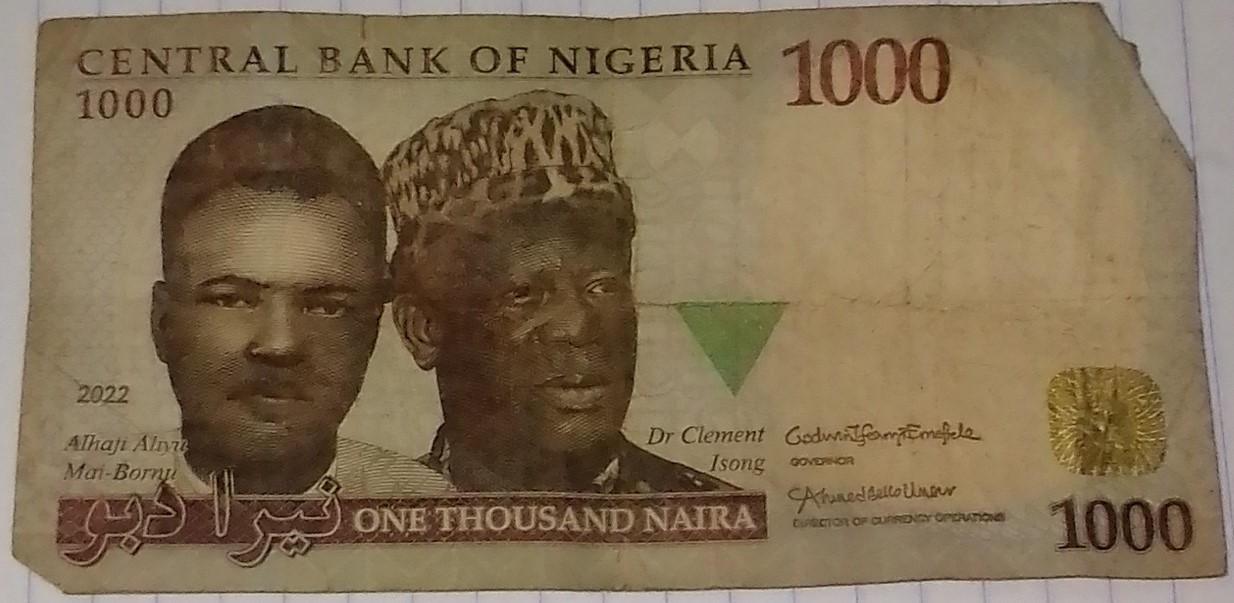 CENTRAL BANK OF NIGERIA
1000
1000
2022
Alhaji Aliyu
Mai-Bornu
Dr Clement
Isong
GodwinIfeanyiEmefiele
GOVERNOR
AhmedBelloUmar
DIRECTOR OF CURRENCY OPERATIONS
نيرا دبو
ONE THOUSAND NAIRA
1000